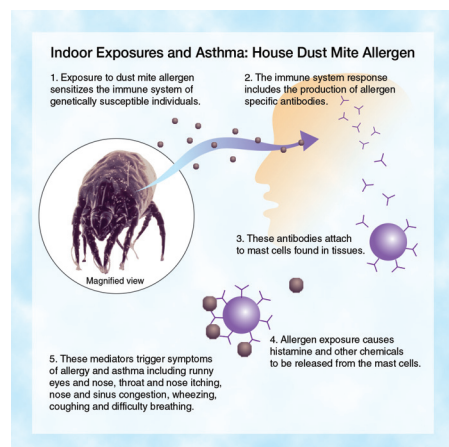 Indoor Exposures and Asthma: House Dust Mite Allergen
1. Exposure to dust mite allergen
sensitizes the immune system of
genetically susceptible individuals.
2. The immune system response
includes the production of allergen
specific antibodies.
Magnified view
3. These antibodies attach
to mast cells found in tissues.
4. Allergen exposure causes
histamine and other chemicals
to be released from the mast cells.
5. These mediators trigger symptoms
of allergy and asthma including runny
eyes and nose, throat and nose itching,
nose and sinus congestion, wheezing,
coughing and difficulty breathing.